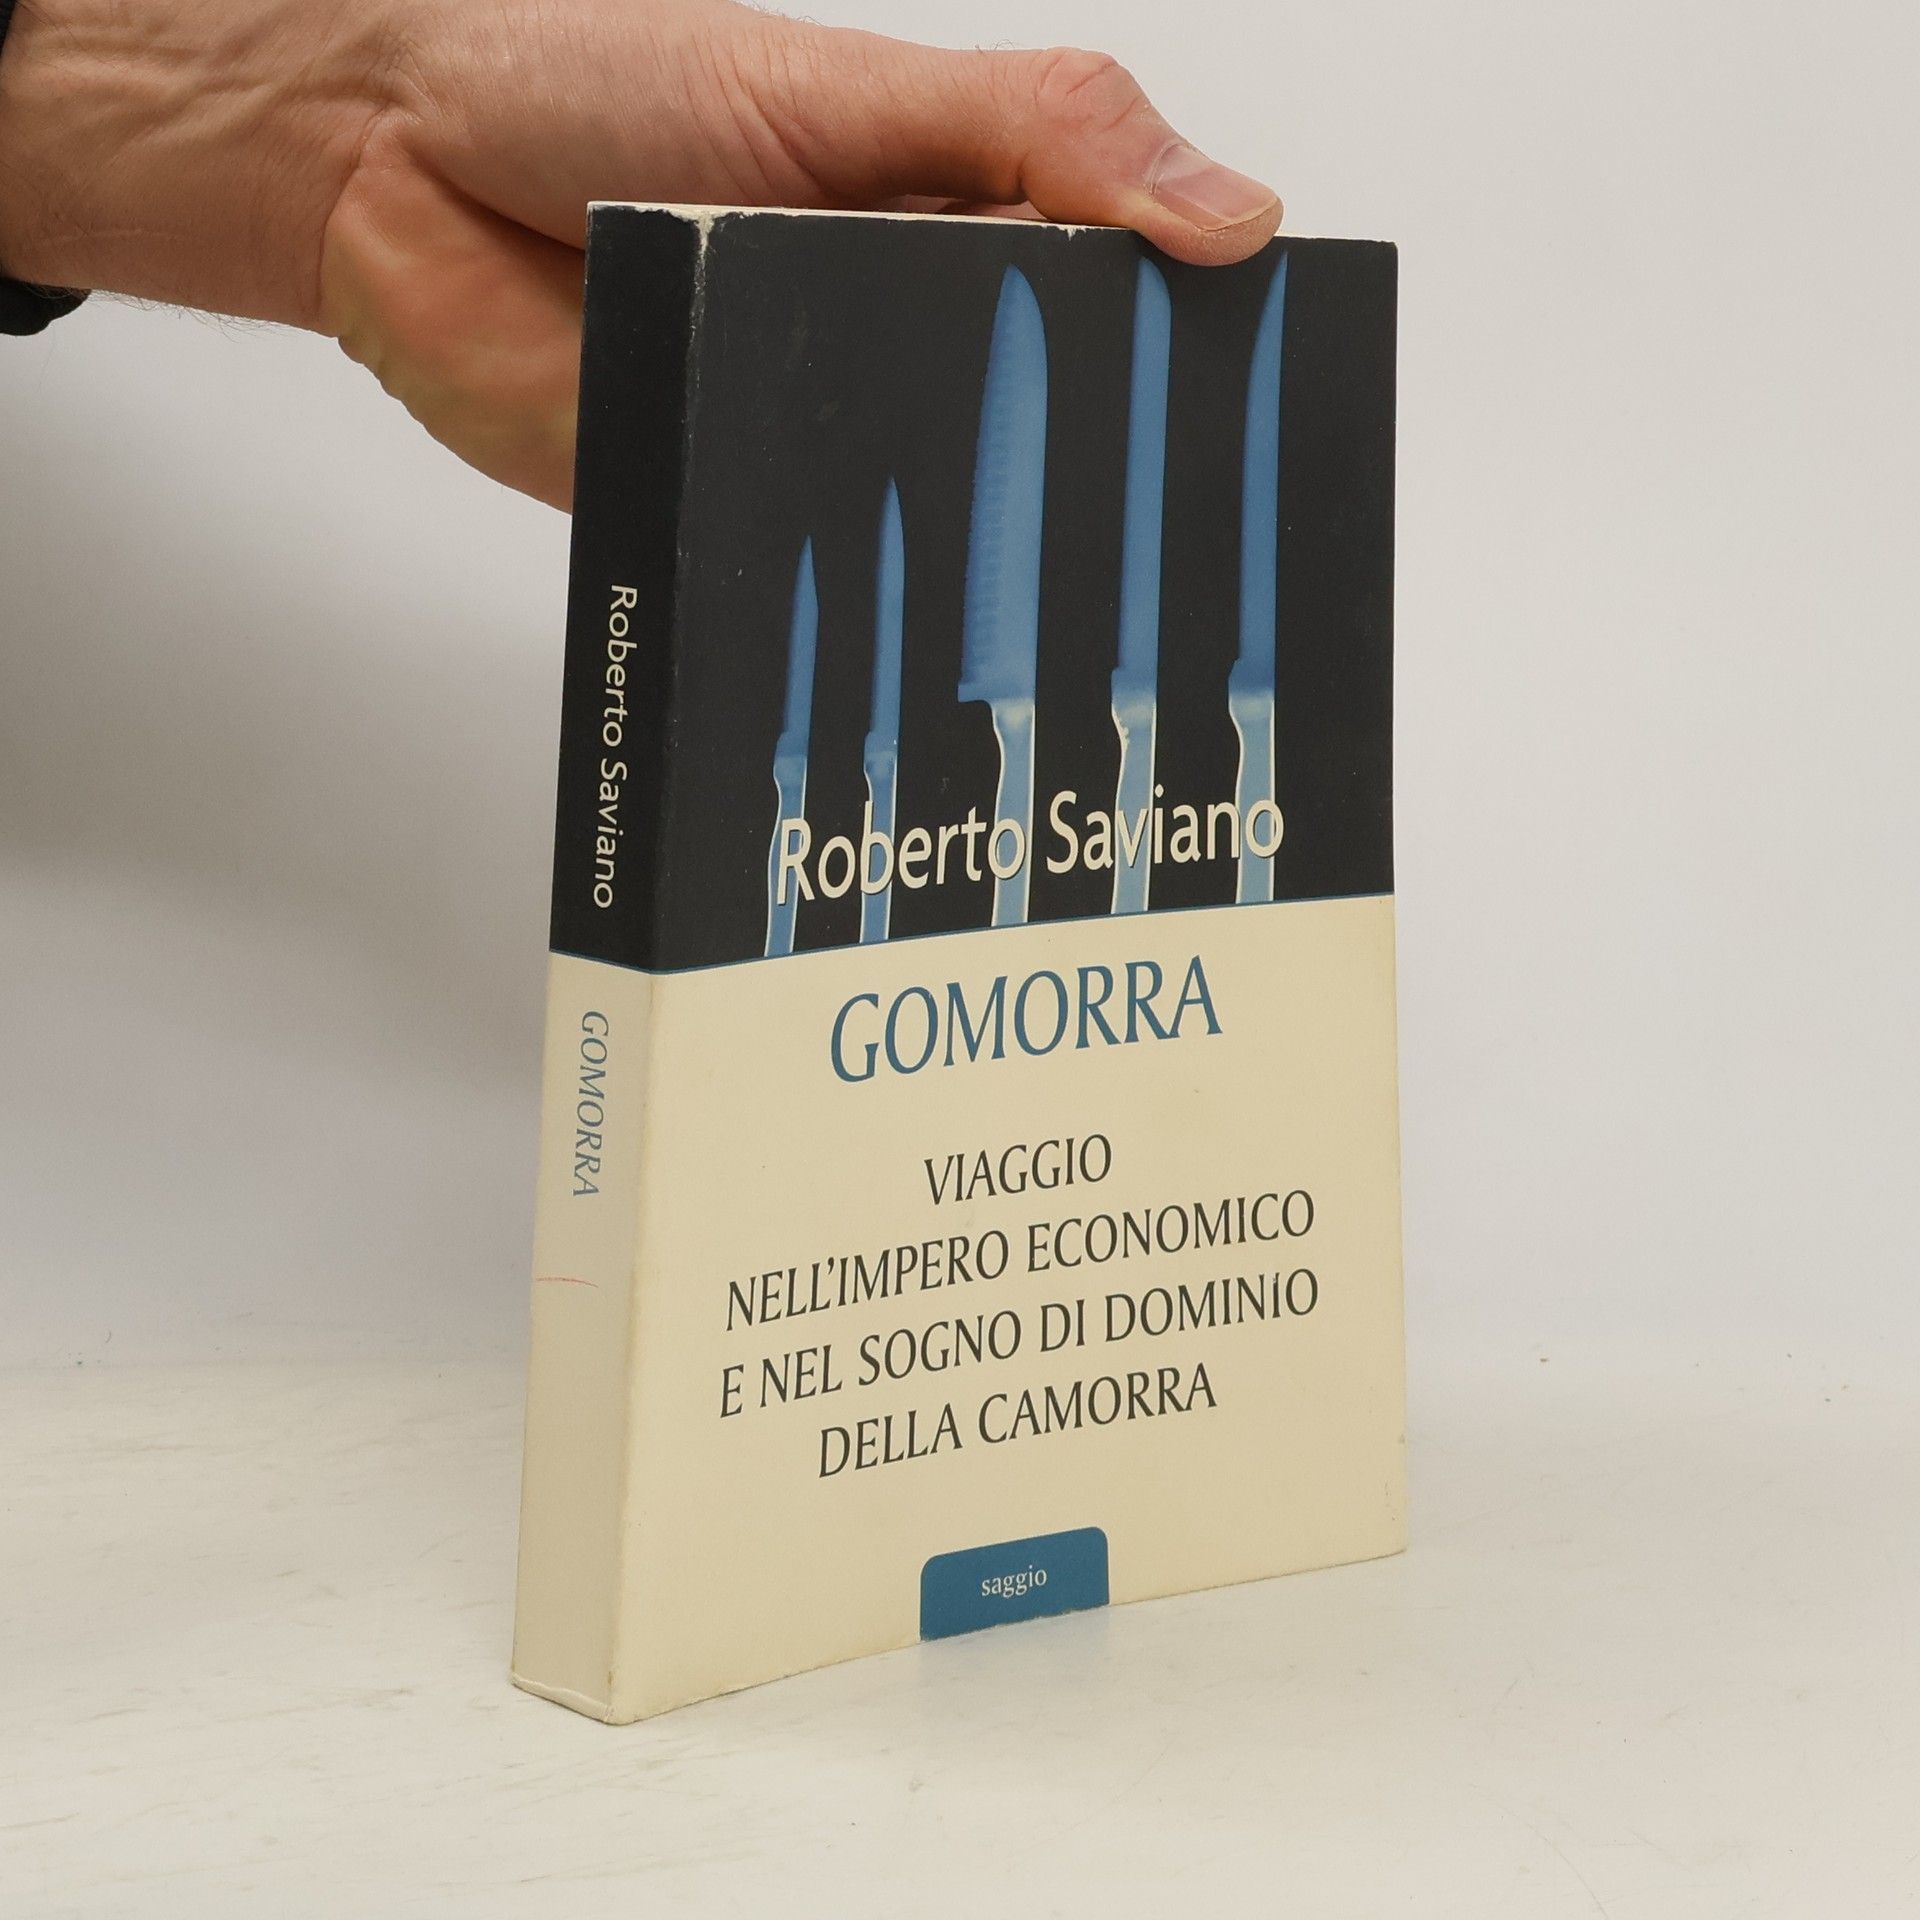 Roberto Saviano
GOMORRA
Roberto Saviano
GOMORRA
VIAGGIO
NELL'IMPERO ECONOMICO
E NEL SOGNO DI DOMINIO
DELLA CAMORRA
saggio